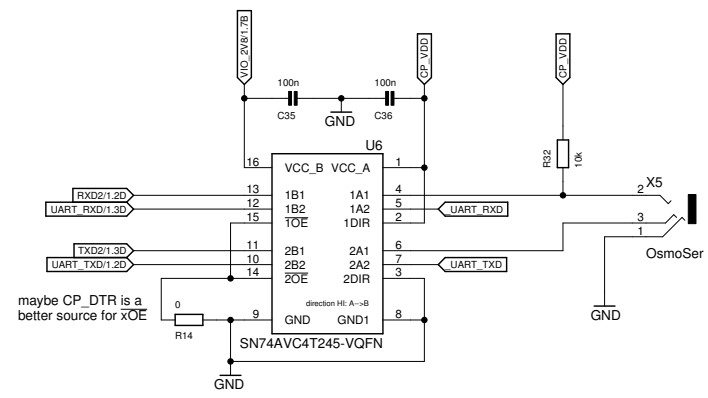 VIO_2V8/1.7B
CP_VDD
CP_VDD
100n
100n
C35
C36
GND
U6
R32
10k
16
VCC_B
VCC_A
1
X5
RXD2/1.2D
13
1B1
1A1
4
2
UART_RXD/1.3D
12
1B2
1A2
5
_UART_RXD
15
1OE
1DIR
2
3
TXD2/1.3D
11
2B1
2A1
6
1
UART_TXD/1.2D
10
2B2
2A2
7
_UART_TXD
OsmoSer
14
2OE
2DIR
3
maybe CP_DTR is a
better source for xOE
0
R14
direction HI: A-->B
9
GND
GND1
8
GND
SN74AVC4T245-VQFN
GND